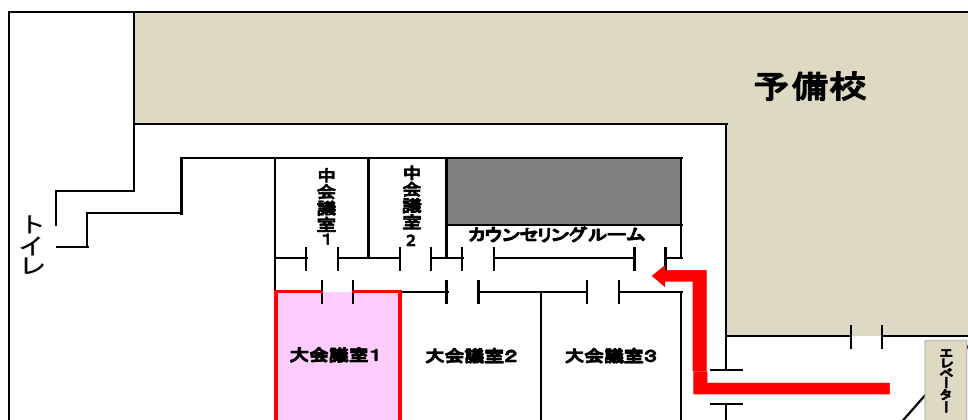 予備校
中会議室1
中会議室2
カウンセリングルーム
トイレ
大会議室1
大会議室2
大会議室3
エレベーター